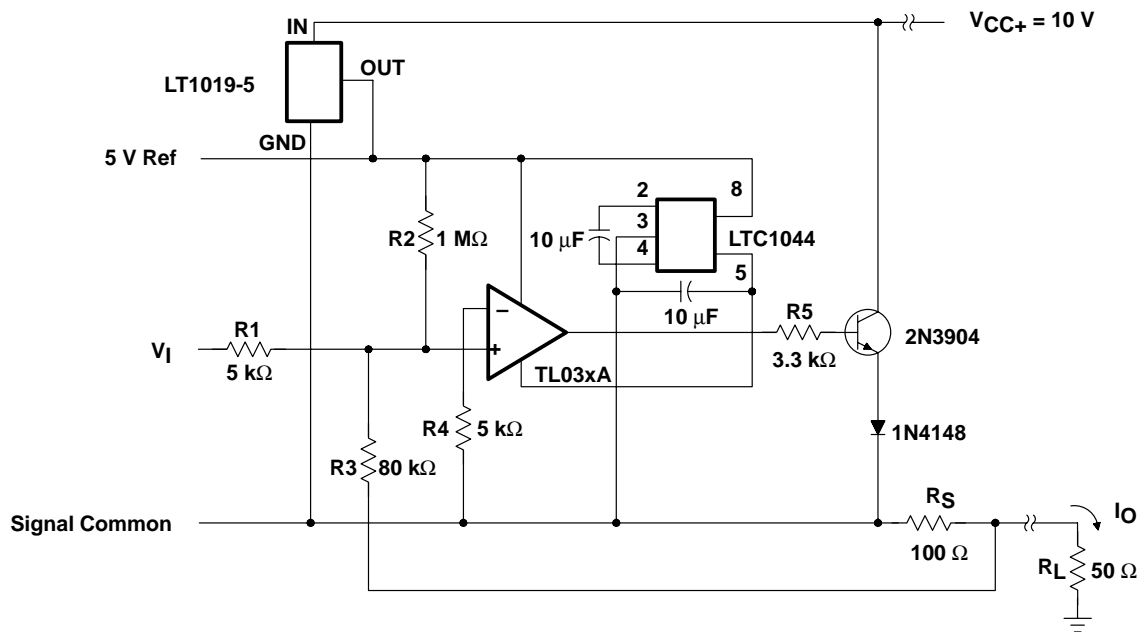 IN
V_CC+ = 10 V
OUT
LT1019-5
GND
5 V Ref
2
8
3
R2 1 MΩ
10 μF
4
LTC1044
5
R1
10 μF
R5
−
V_I
+
2N3904
5 kΩ
TL03xA
3.3 kΩ
R4 5 kΩ
1N4148
R3 80 kΩ
R_S
I_O
Signal Common
100 Ω
R_L 50 Ω